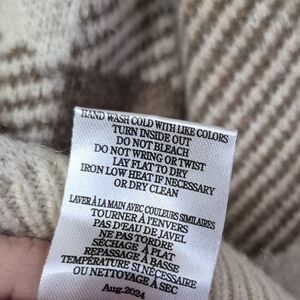 HAND WASH COLD WITH LIKE COLORS
TURN INSIDE OUT
DO NOT BLEACH
DO NOT WRING OR TWIST
LAY FLAT TO DRY
IRON LOW HEAT IF NECESSARY
OR DRY CLEAN
LAVER À LA MAIN AVEC COULEURS SIMILAIRES
TOURNER À L'ENVERS
PAS D'EAU DE JAVEL
NE PAS TORDRE
SÉCHAGE À PLAT
REPASSAGE À BASSE
TEMPÉRATURE SI NÉCESSAIRE
OU NETTOYAGE À SEC
Aug.2024